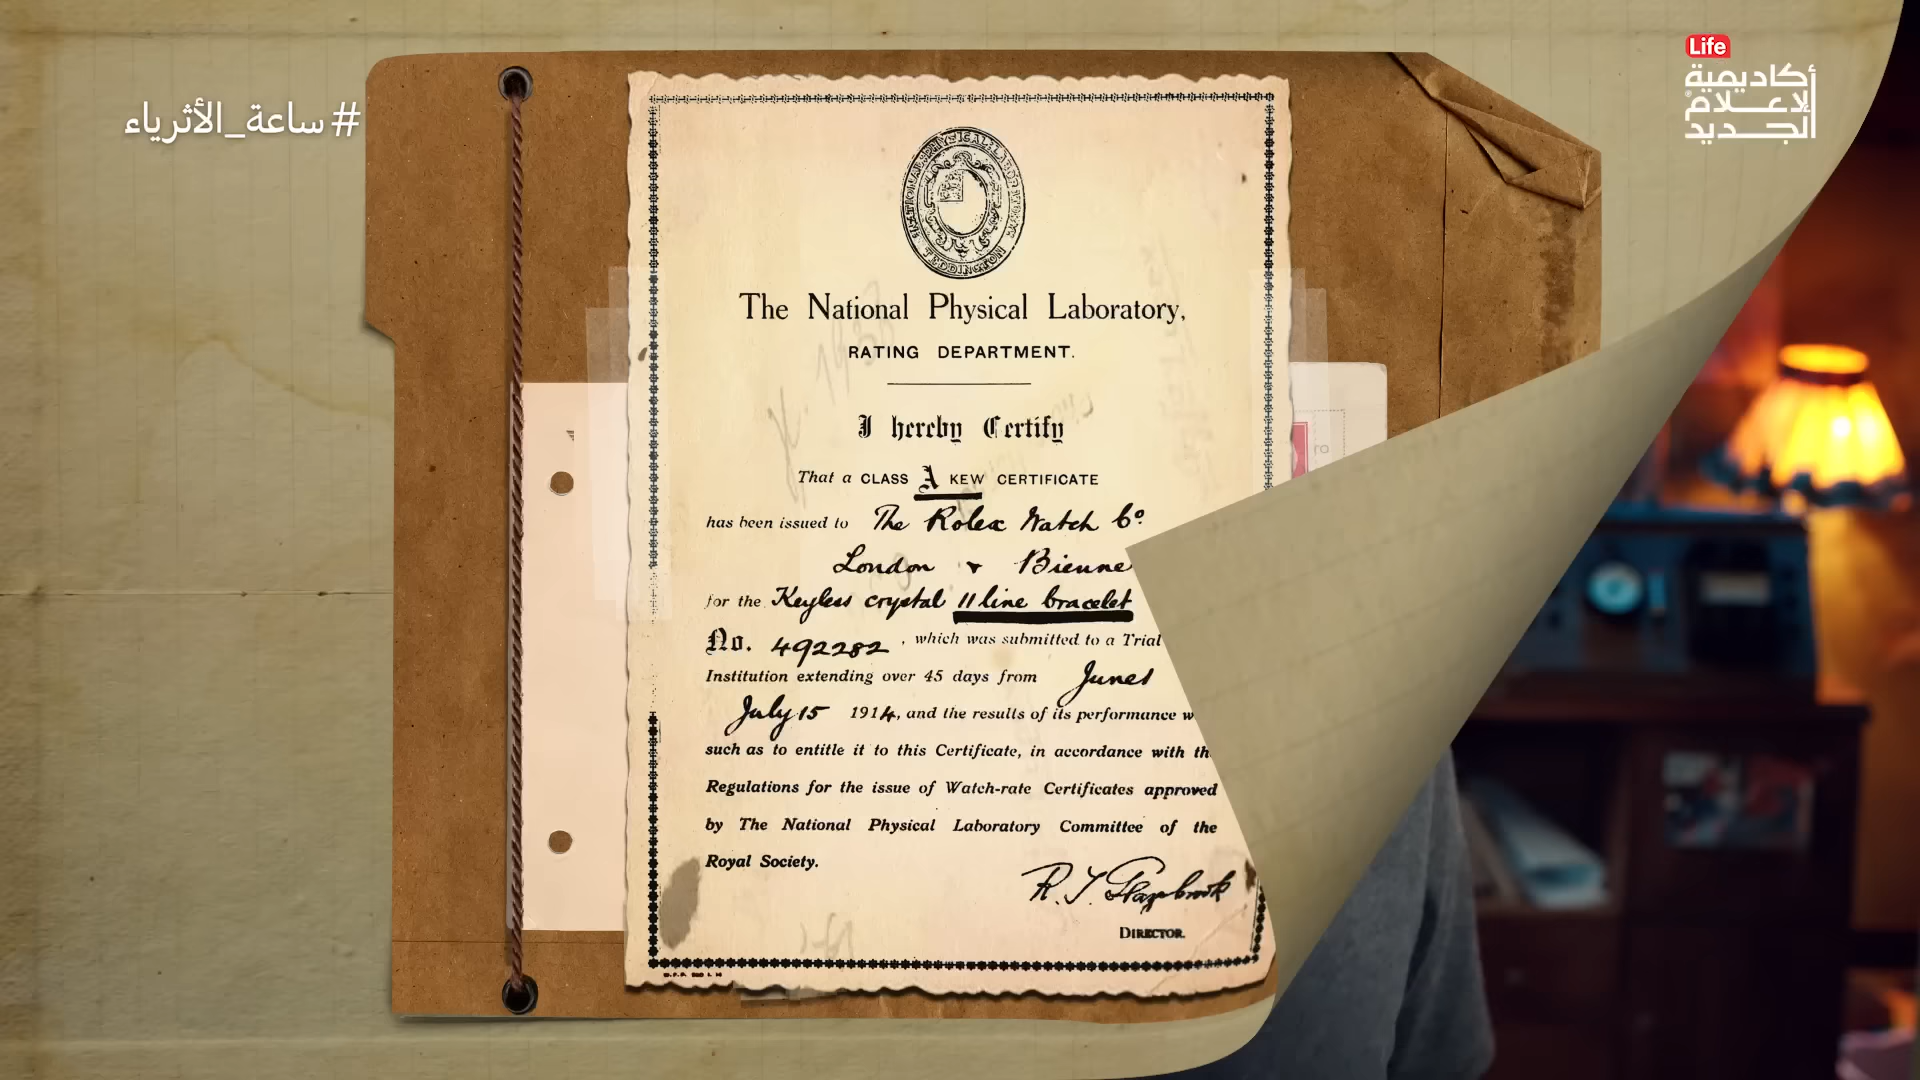 #ساعة_الأثرياء
Life
أكاديمية
الإعلام
الجديد
The National Physical Laboratory,
RATING DEPARTMENT.
I hereby Certify
That a CLASS A KEW CERTIFICATE
has been issued to The Rolex Watch Co.
London & Bienne
for the Keyless crystal 11 line bracelet
No. 492282, which was submitted to a Trial
Institution extending over 45 days from June 1
July 15 1914, and the results of its performance
such as to entitle it to this Certificate, in accordance with
Regulations for the issue of Watch-rate Certificates approved
by The National Physical Laboratory Committee of the
Royal Society.
R. T. Glazebrook
DIRECTOR.